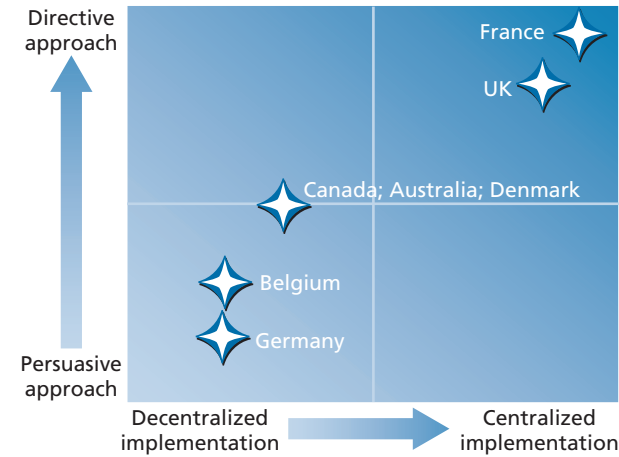 Directive
approach
France
UK
Canada; Australia; Denmark
Belgium
Germany
Persuasive
approach
Decentralized
implementation
Centralized
implementation